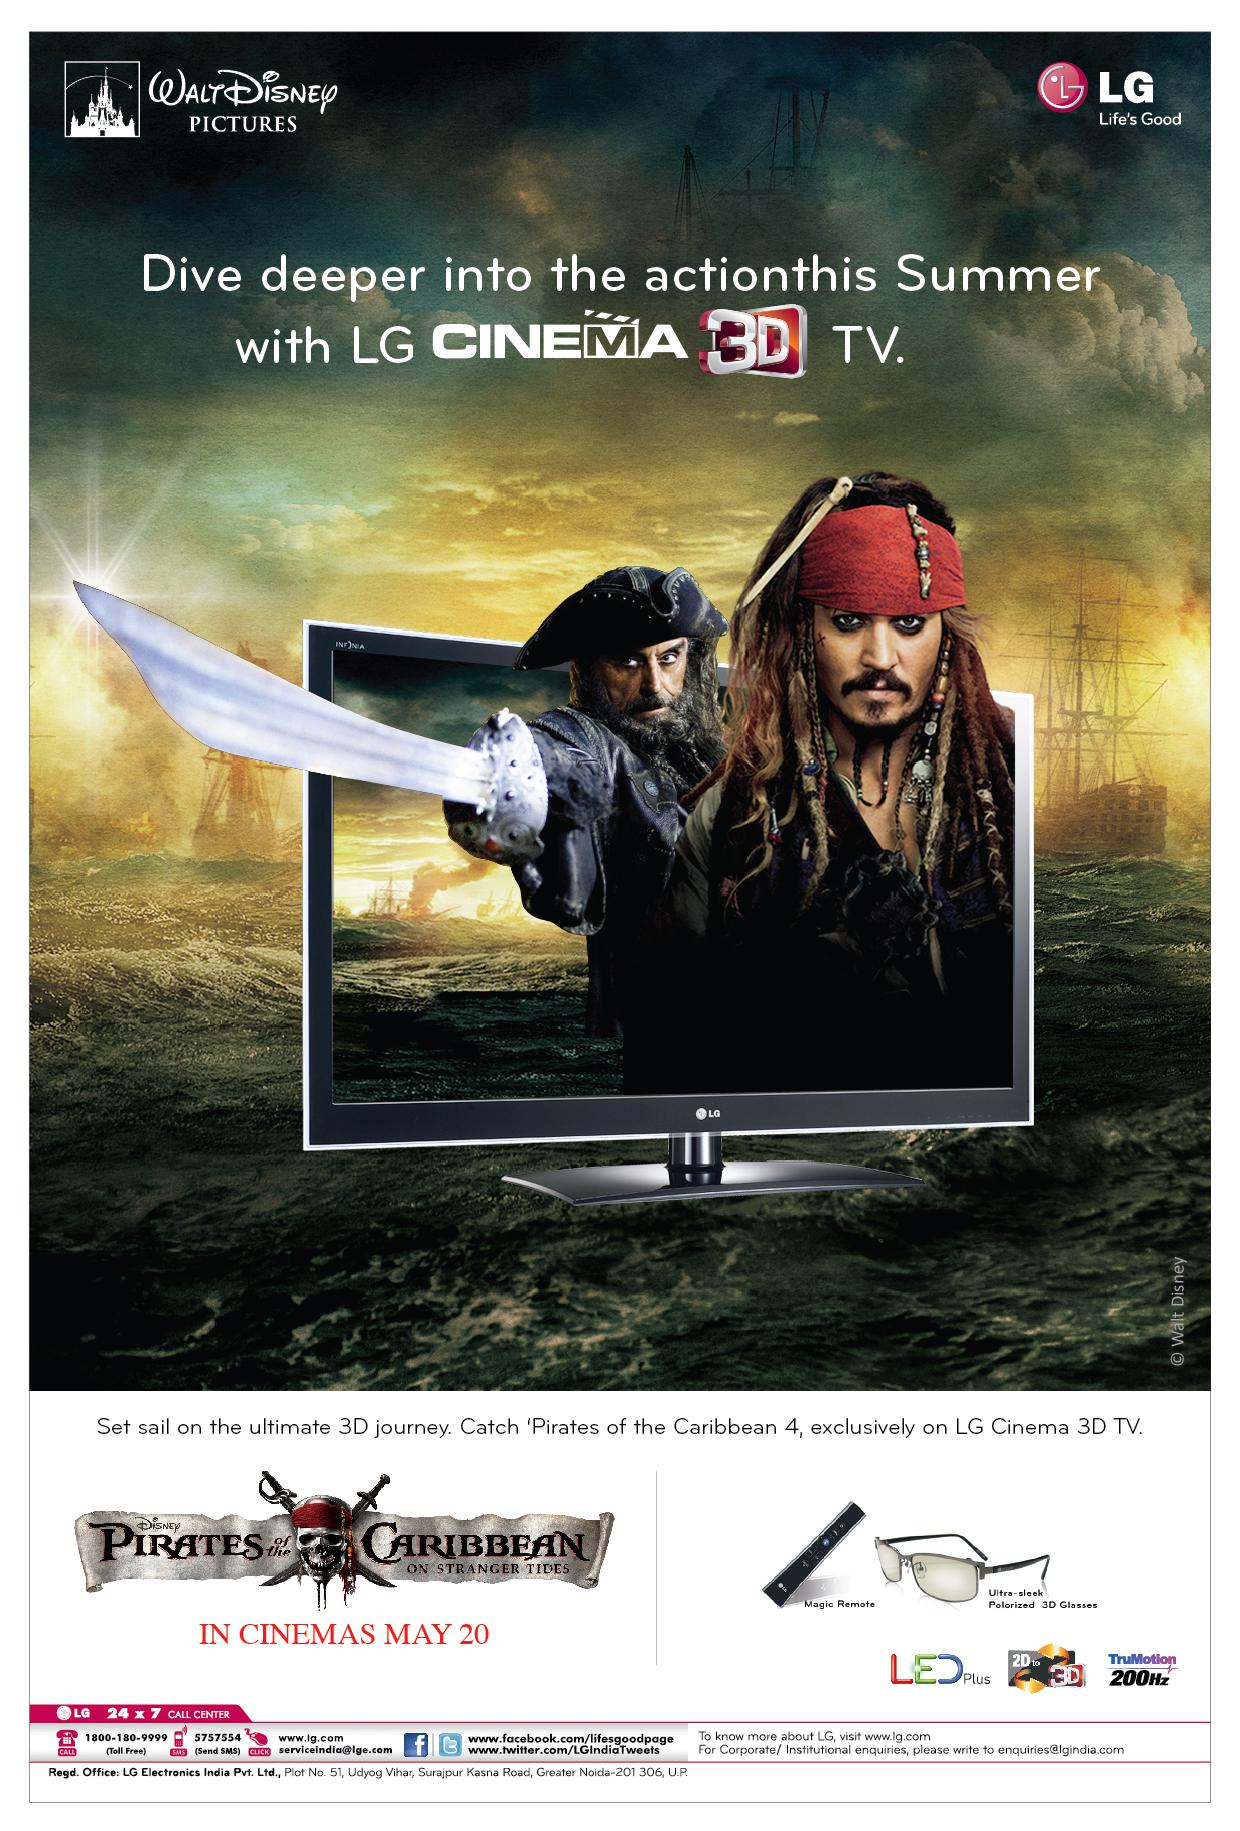 WALT DISNEY
PICTURES
LG
Life's Good
Dive deeper into the actionthis Summer
with LG CINEMA 3D TV.
INFINIA
LG
© Walt Disney
Set sail on the ultimate 3D journey. Catch ‘Pirates of the Caribbean 4, exclusively on LG Cinema 3D TV.
DISNEY
PIRATES of the CARIBBEAN
ON STRANGER TIDES
IN CINEMAS MAY 20
LG
Magic Remote
Ultra-sleek
Polorized 3D Glasses
LED Plus
2D to 3D
TruMotion
200Hz
LG 24 x 7 CALL CENTER
CALL 1800-180-9999 (Toll Free) SMS 5757554 (Send SMS) CLICK www.lg.com
serviceindia@lge.com
www.facebook.com/lifesgoodpage
www.twitter.com/LGIndiaTweets
To know more about LG, visit www.lg.com
For Corporate/ Institutional enquiries, please write to enquiries@lgindia.com
Regd. Office: LG Electronics India Pvt. Ltd., Plot No. 51, Udyog Vihar, Surajpur Kasna Road, Greater Noida-201 306, U.P.